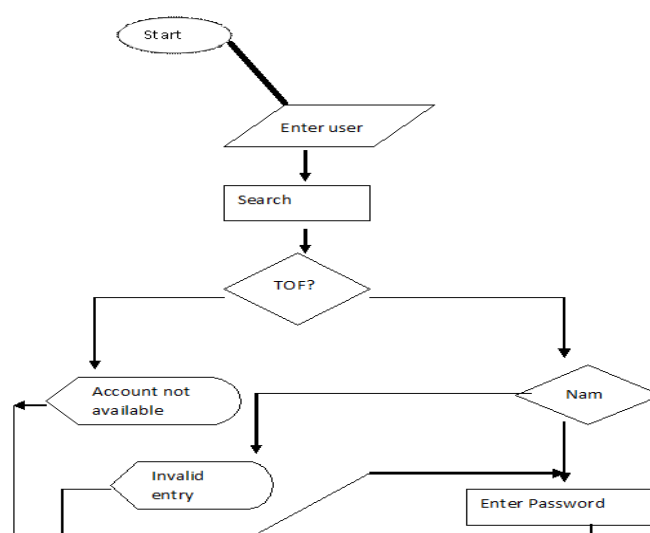 Start
Enter user
Search
TOF?
Account not
available
Nam
Invalid
entry
Enter Password